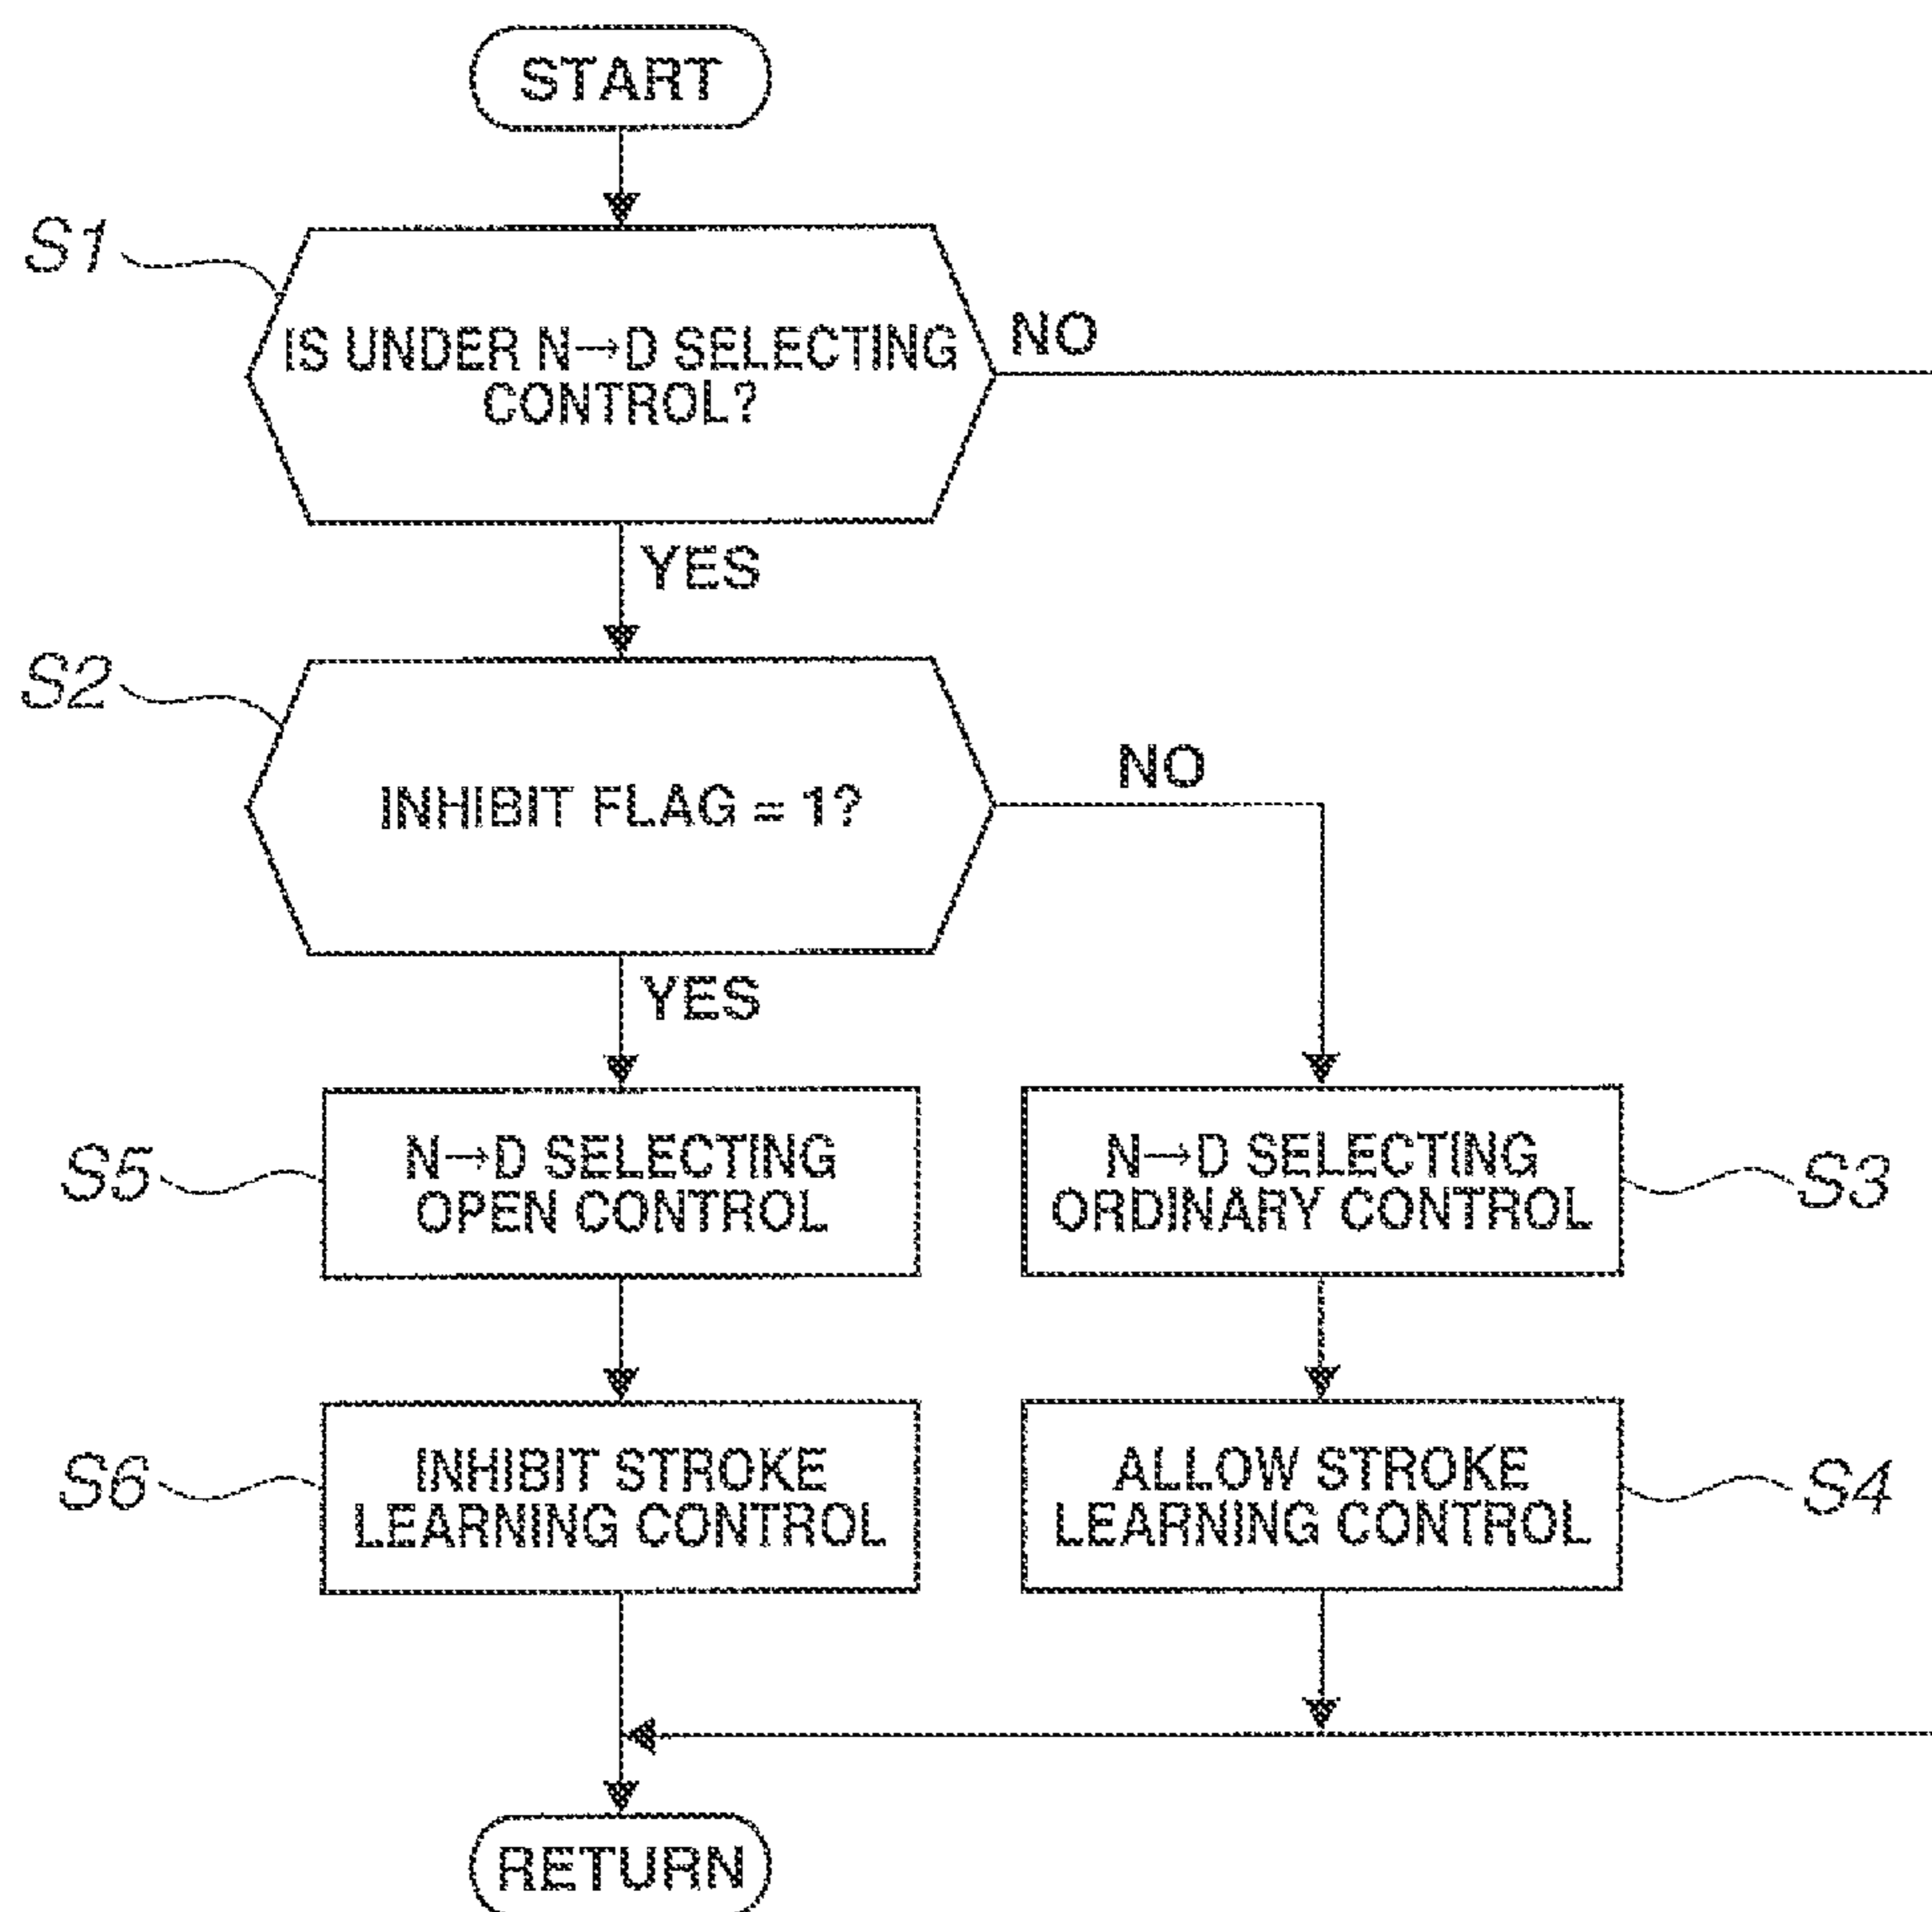 START
S1
IS UNDER N→D SELECTING
CONTROL?
NO
YES
S2
INHIBIT FLAG = 1?
NO
YES
S5
N→D SELECTING
OPEN CONTROL
N→D SELECTING
ORDINARY CONTROL
S3
S6
INHIBIT STROKE
LEARNING CONTROL
ALLOW STROKE
LEARNING CONTROL
S4
RETURN